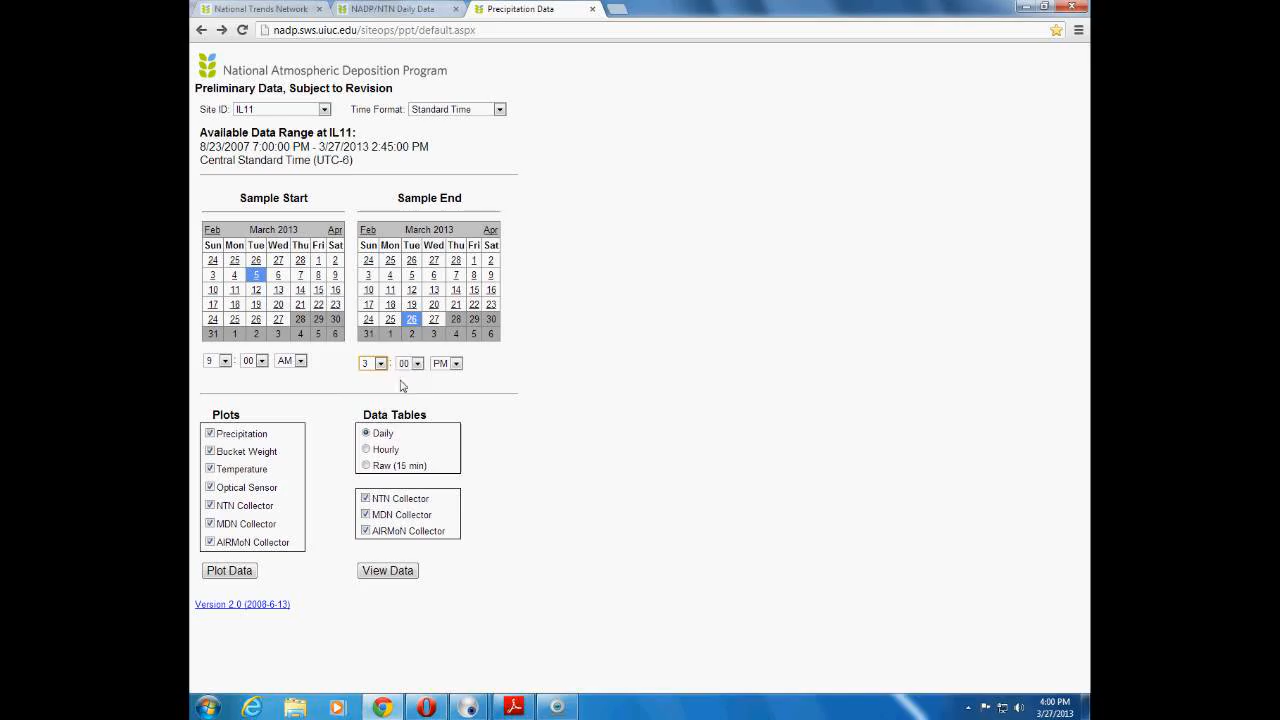 National Trends Network
NADP/NTN Daily Data
Precipitation Data
nadp.sws.uiuc.edu/siteops/ppt/default.aspx
National Atmospheric Deposition Program
Preliminary Data, Subject to Revision
Site ID: IL11 Time Format: Standard Time
Available Data Range at IL11:
8/23/2007 7:00:00 PM - 3/27/2013 2:45:00 PM
Central Standard Time (UTC-6)
Sample Start
Feb March 2013 Apr
Sun Mon Tue Wed Thu Fri Sat
24 25 26 27 28 1 2
3 4 5 6 7 8 9
10 11 12 13 14 15 16
17 18 19 20 21 22 23
24 25 26 27 28 29 30
31 1 2 3 4 5 6
9 : 00 AM
Sample End
Feb March 2013 Apr
Sun Mon Tue Wed Thu Fri Sat
24 25 26 27 28 1 2
3 4 5 6 7 8 9
10 11 12 13 14 15 16
17 18 19 20 21 22 23
24 25 26 27 28 29 30
31 1 2 3 4 5 6
3 : 00 PM
Plots
Precipitation
Bucket Weight
Temperature
Optical Sensor
NTN Collector
MDN Collector
AIRMoN Collector
Plot Data
Data Tables
Daily
Hourly
Raw (15 min)
NTN Collector
MDN Collector
AIRMoN Collector
View Data
Version 2.0 (2008-6-13)
4:00 PM
3/27/2013